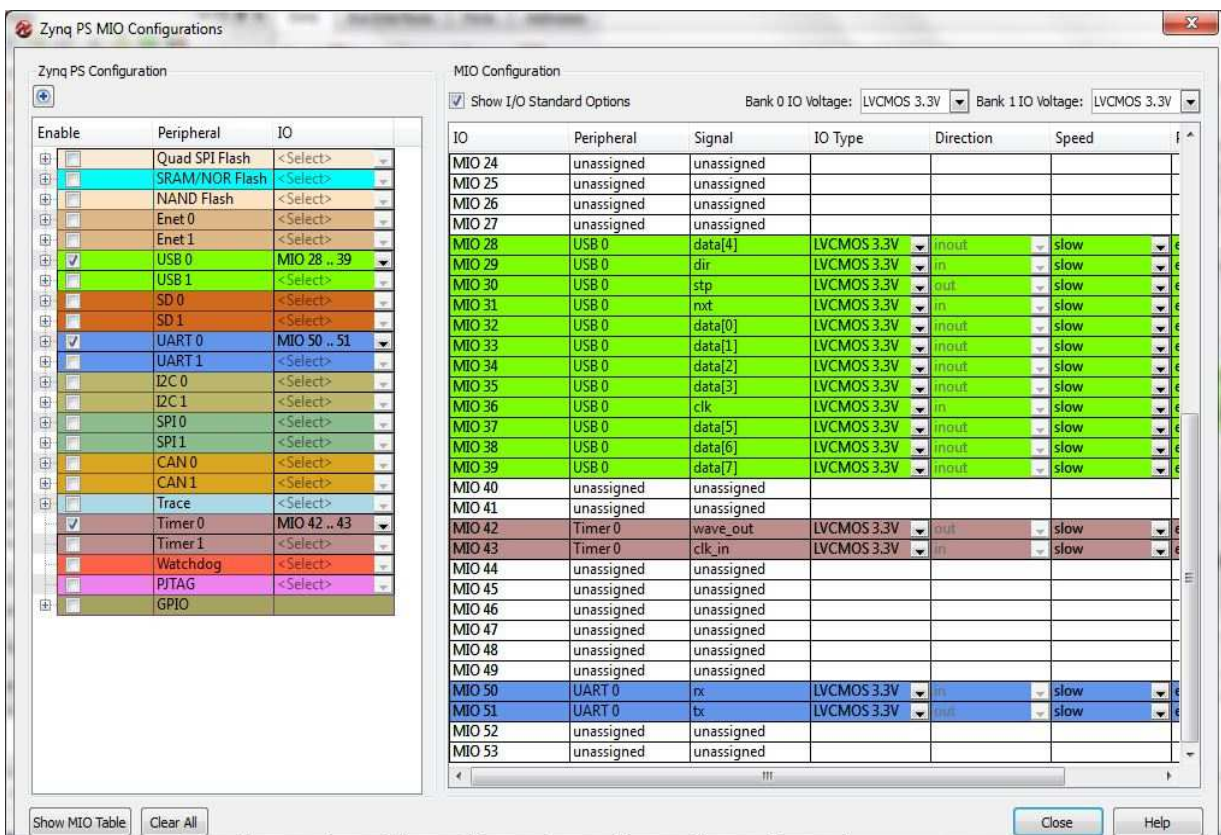 Zynq PS MIO Configurations
Zynq PS Configuration
Enable Peripheral IO
Quad SPI Flash <Select>
SRAM/NOR Flash <Select>
NAND Flash <Select>
Enet 0 <Select>
Enet 1 <Select>
USB 0 MIO 28 .. 39
USB 1 <Select>
SD 0 <Select>
SD 1 <Select>
UART 0 MIO 50 .. 51
UART 1 <Select>
I2C 0 <Select>
I2C 1 <Select>
SPI 0 <Select>
SPI 1 <Select>
CAN 0 <Select>
CAN 1 <Select>
Trace <Select>
Timer 0 MIO 42 .. 43
Timer 1 <Select>
Watchdog <Select>
PJTAG <Select>
GPIO
Show MIO Table Clear All
MIO Configuration
Show I/O Standard Options Bank 0 IO Voltage: LVCMOS 3.3V Bank 1 IO Voltage: LVCMOS 3.3V
IO Peripheral Signal IO Type Direction Speed
MIO 24 unassigned unassigned
MIO 25 unassigned unassigned
MIO 26 unassigned unassigned
MIO 27 unassigned unassigned
MIO 28 USB 0 data[4] LVCMOS 3.3V inout slow
MIO 29 USB 0 dir LVCMOS 3.3V in slow
MIO 30 USB 0 stp LVCMOS 3.3V out slow
MIO 31 USB 0 nxt LVCMOS 3.3V in slow
MIO 32 USB 0 data[0] LVCMOS 3.3V inout slow
MIO 33 USB 0 data[1] LVCMOS 3.3V inout slow
MIO 34 USB 0 data[2] LVCMOS 3.3V inout slow
MIO 35 USB 0 data[3] LVCMOS 3.3V inout slow
MIO 36 USB 0 clk LVCMOS 3.3V in slow
MIO 37 USB 0 data[5] LVCMOS 3.3V inout slow
MIO 38 USB 0 data[6] LVCMOS 3.3V inout slow
MIO 39 USB 0 data[7] LVCMOS 3.3V inout slow
MIO 40 unassigned unassigned
MIO 41 unassigned unassigned
MIO 42 Timer 0 wave_out LVCMOS 3.3V out slow
MIO 43 Timer 0 clk_in LVCMOS 3.3V in slow
MIO 44 unassigned unassigned
MIO 45 unassigned unassigned
MIO 46 unassigned unassigned
MIO 47 unassigned unassigned
MIO 48 unassigned unassigned
MIO 49 unassigned unassigned
MIO 50 UART 0 rx LVCMOS 3.3V in slow
MIO 51 UART 0 tx LVCMOS 3.3V out slow
MIO 52 unassigned unassigned
MIO 53 unassigned unassigned
Close Help